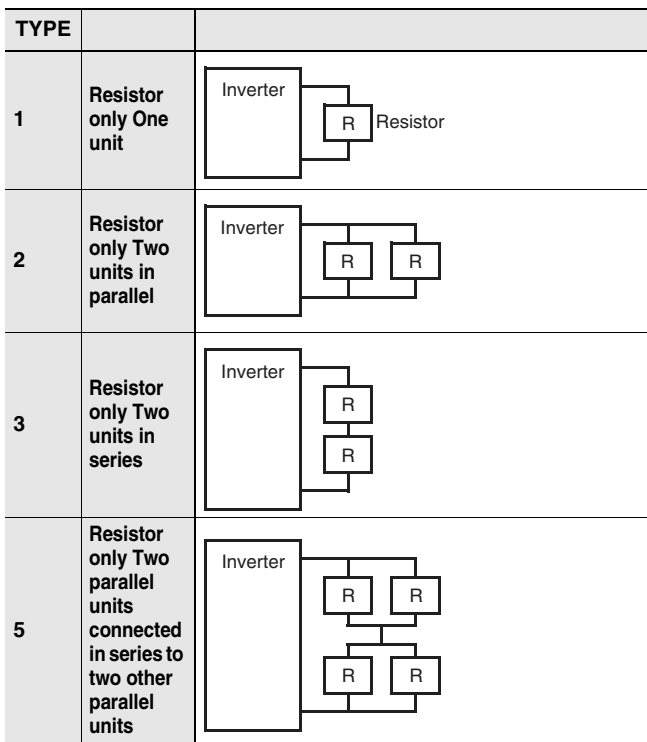 TYPE
1
Resistor
only One
unit
Inverter
R
Resistor
2
Resistor
only Two
units in
parallel
Inverter
R R
3
Resistor
only Two
units in
series
Inverter
R
R
5
Resistor
only Two
parallel
units
connected
in series to
two other
parallel
units
Inverter
R R
R R